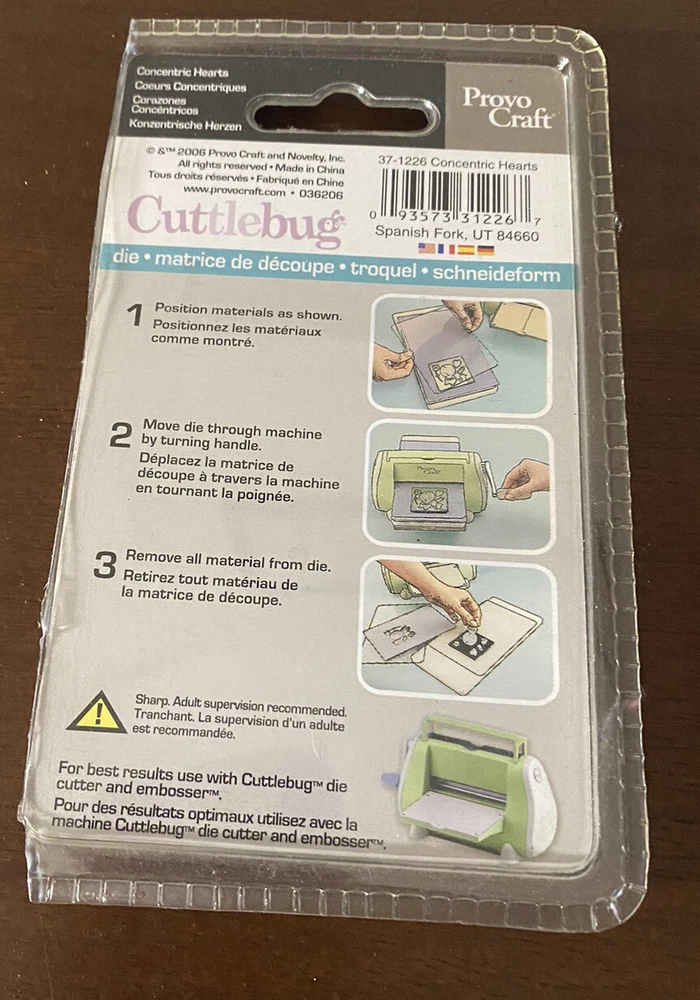 Concentric Hearts
Coeurs Concentriques
Corazones
Concéntricos
Konzentrische Herzen
Provo
Craft
© &™ 2006 Provo Craft and Novelty, Inc.
All rights reserved • Made in China
Tous droits réservés • Fabriqué en Chine
www.provocraft.com • 036206
37-1226 Concentric Hearts
0 93573 31226 7
Spanish Fork, UT 84660
Cuttlebug™
die • matrice de découpe • troquel • schneideform
1 Position materials as shown.
Positionnez les matériaux
comme montré.
2 Move die through machine
by turning handle.
Déplacez la matrice de
découpe à travers la machine
en tournant la poignée.
Provo
Craft
3 Remove all material from die.
Retirez tout matériau de
la matrice de découpe.
Sharp. Adult supervision recommended.
Tranchant. La supervision d'un adulte
est recommandée.
For best results use with Cuttlebug™ die
cutter and embosser™.
Pour des résultats optimaux utilisez avec la
machine Cuttlebug™ die cutter and embosser™.